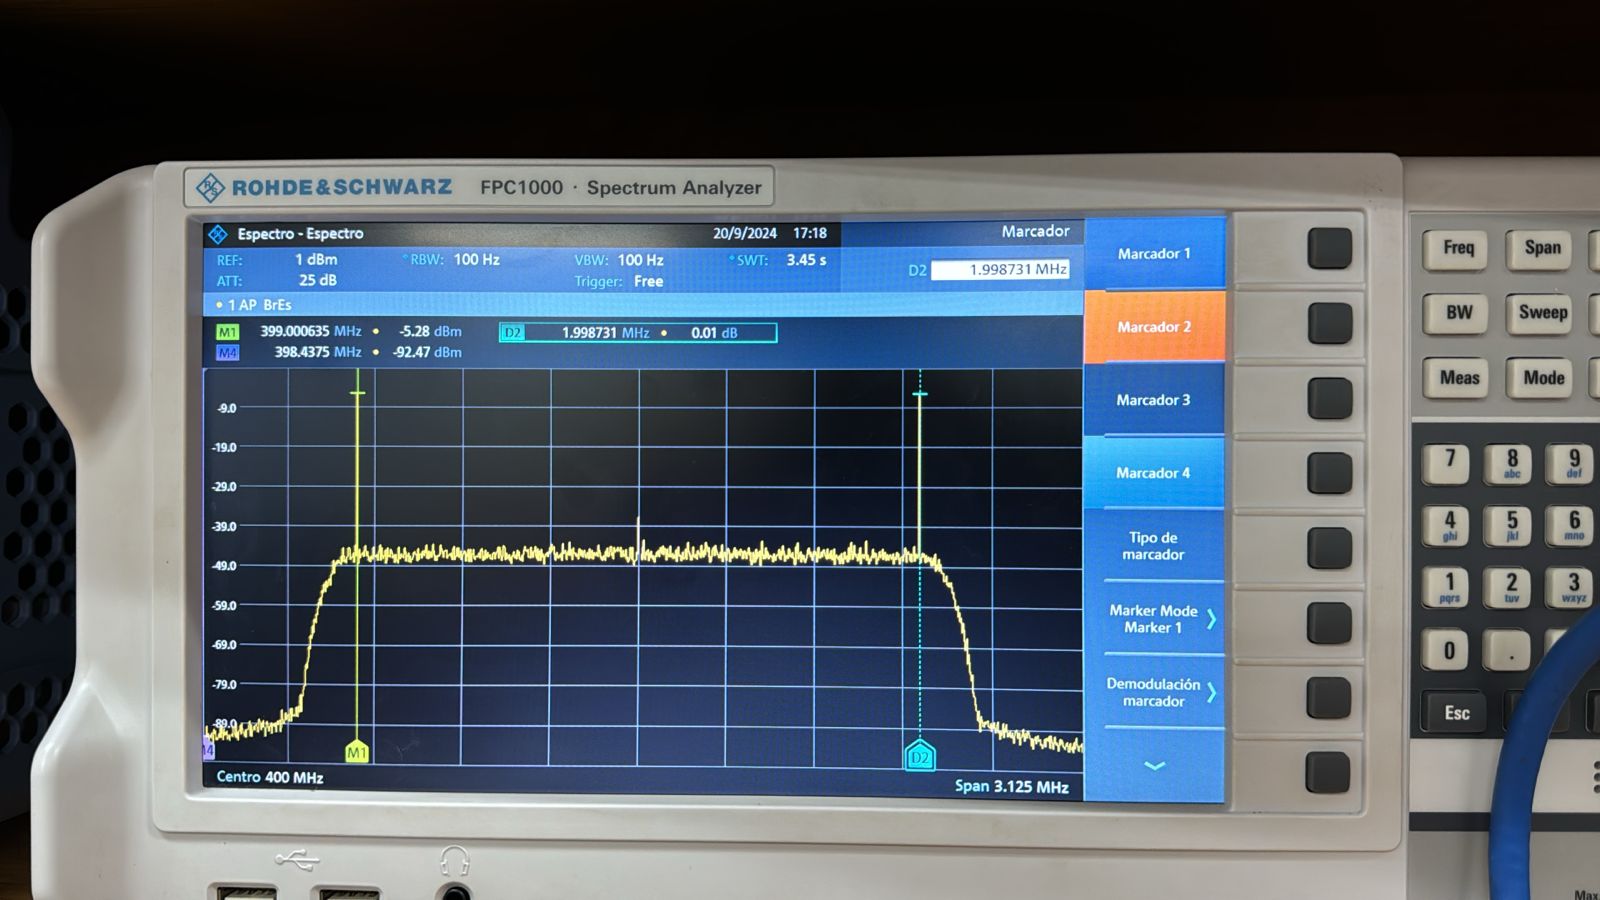 ROHDE&SCHWARZ FPC1000 · Spectrum Analyzer
Espectro - Espectro 20/9/2024 17:18 Marcador
REF: 1 dBm *RBW: 100 Hz VBW: 100 Hz *SWT: 3.45 s
ATT: 25 dB Trigger: Free
D2 1.998731 MHz
1 AP BrEs
M1 399.000635 MHz • -5.28 dBm D2 1.998731 MHz • 0.01 dB
M4 398.4375 MHz • -92.47 dBm
-9.0
-19.0
-29.0
-39.0
-49.0
-59.0
-69.0
-79.0
-89.0
M1
D2
Centro 400 MHz
Span 3.125 MHz
Marcador 1
Marcador 2
Marcador 3
Marcador 4
Tipo de
marcador
Marker Mode
Marker 1
Demodulación
marcador
Freq Span
BW Sweep
Meas Mode
7 8 abc 9 def
4 ghi 5 jkl 6 mno
1 pqrs 2 tuv 3 wxyz
0 .
Esc